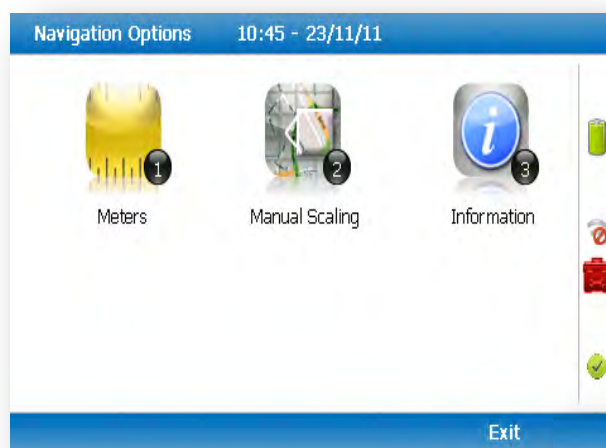 Navigation Options 10:45 - 23/11/11
1 2 3
Meters Manual Scaling Information
Exit